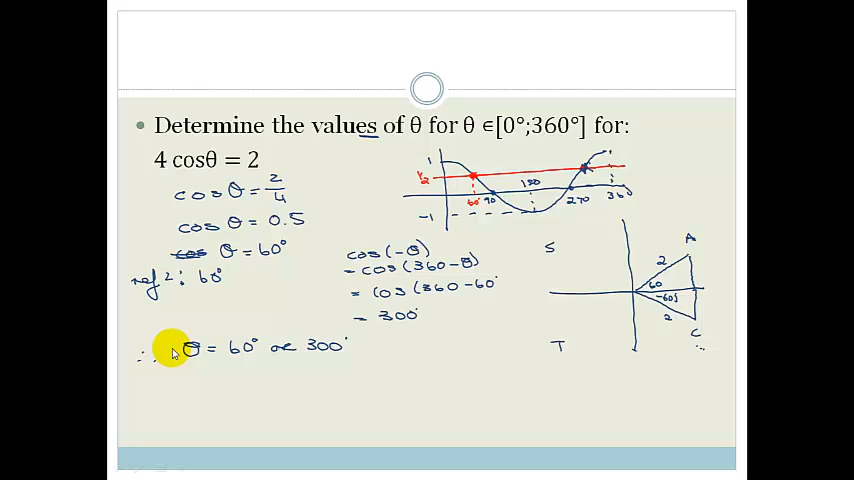 Determine the values of θ for θ ∈[0°;360°] for:
4 cosθ = 2
cos θ = 2/4
cos θ = 0.5
cos θ = 60°
ref ∠: 60°
cos(-θ)
= cos(360-θ)
= cos(360-60°
= 300°
∴ θ = 60° or 300°
1
1/2
-1
60°
90
180
270
360
S
A
2
60
-60
2
T
C